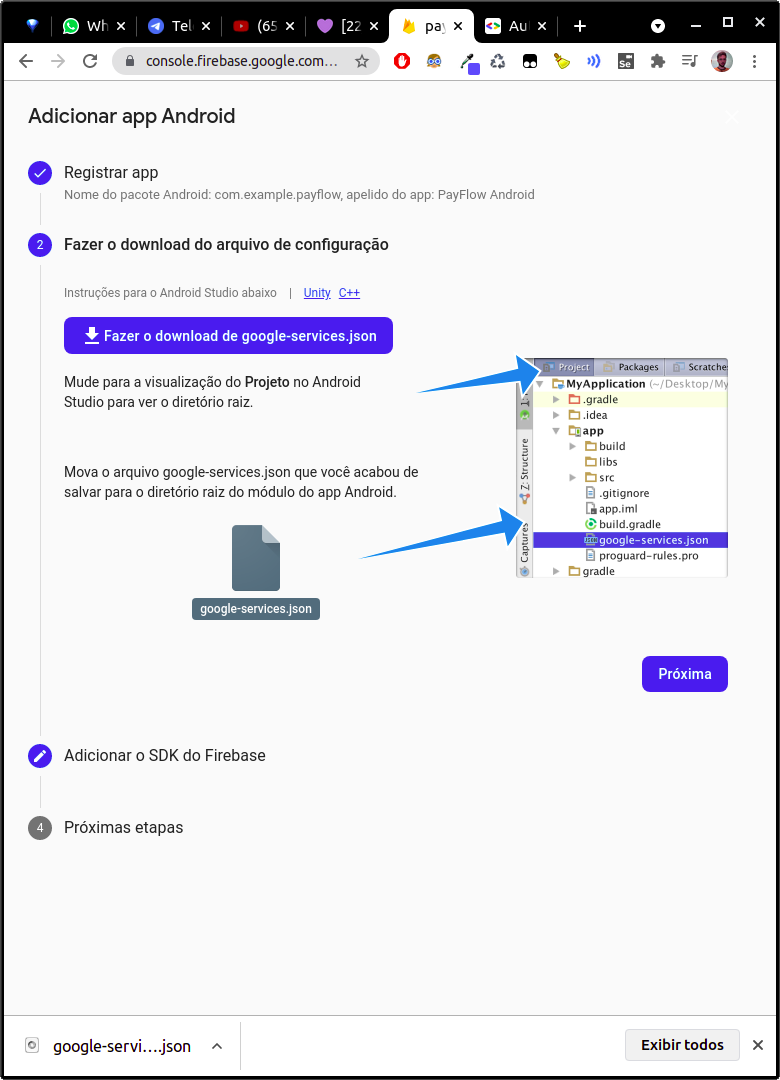 Wh
Tele
(65
[22
pay
Au
console.firebase.google.com...
Se
Adicionar app Android
Registrar app
Nome do pacote Android: com.example.payflow, apelido do app: PayFlow Android
2
Fazer o download do arquivo de configuração
Instruções para o Android Studio abaixo | Unity C++
Fazer o download de google-services.json
Mude para a visualização do Projeto no Android
Studio para ver o diretório raiz.
Mova o arquivo google-services.json que você acabou de
salvar para o diretório raiz do módulo do app Android.
google-services.json
Project Packages Scratches
MyApplication (~/Desktop/My
.gradle
.idea
app
build
libs
src
.gitignore
app.iml
build.gradle
google-services.json
proguard-rules.pro
gradle
Z: Structure
Captures
Próxima
Adicionar o SDK do Firebase
4
Próximas etapas
google-servi....json
Exibir todos